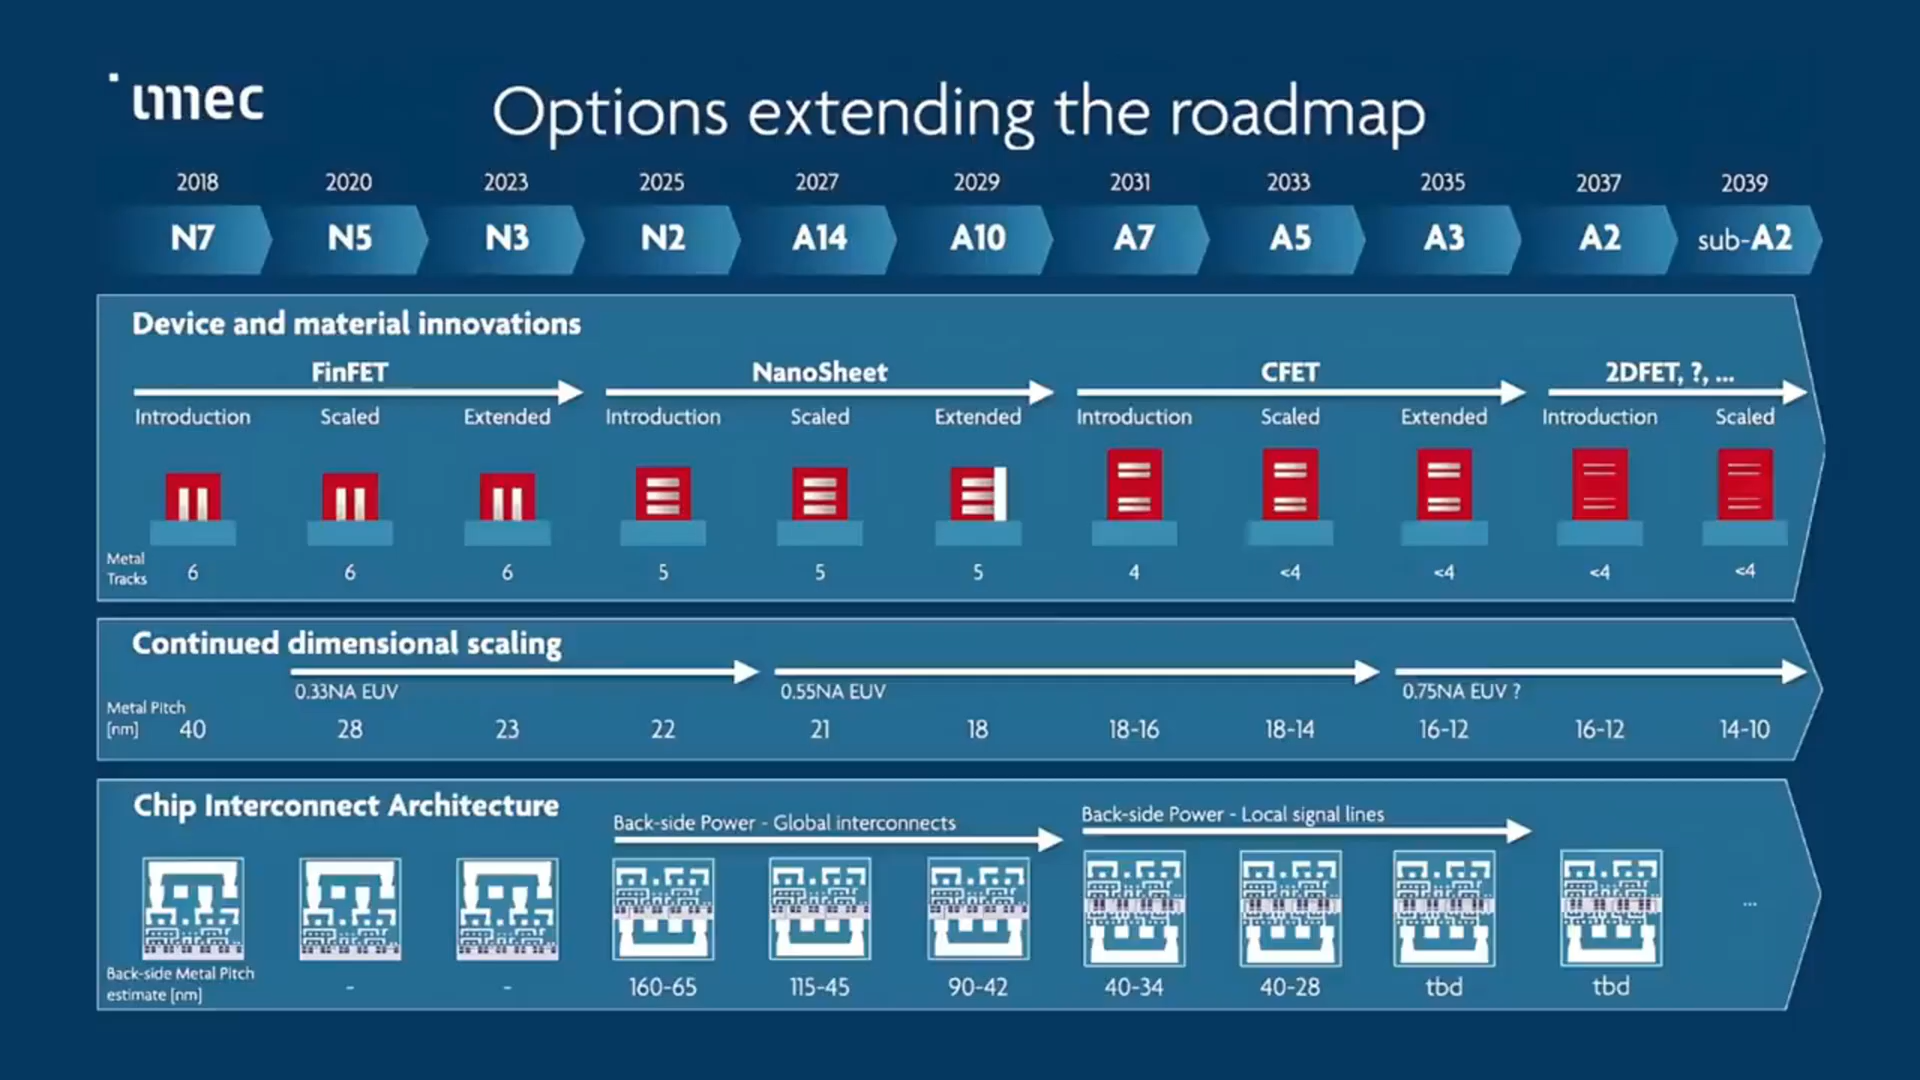 imec
Options extending the roadmap
2018 2020 2023 2025 2027 2029 2031 2033 2035 2037 2039
N7 N5 N3 N2 A14 A10 A7 A5 A3 A2 sub-A2
Device and material innovations
FinFET NanoSheet CFET 2DFET, ?, ...
Introduction Scaled Extended Introduction Scaled Extended Introduction Scaled Extended Introduction Scaled
Metal
Tracks 6 6 6 5 5 5 4 <4 <4 <4 <4
Continued dimensional scaling
0.33NA EUV 0.55NA EUV 0.75NA EUV ?
Metal Pitch
[nm] 40 28 23 22 21 18 18-16 18-14 16-12 16-12 14-10
Chip Interconnect Architecture
Back-side Power - Global interconnects Back-side Power - Local signal lines
...
Back-side Metal Pitch
estimate [nm] - - 160-65 115-45 90-42 40-34 40-28 tbd tbd